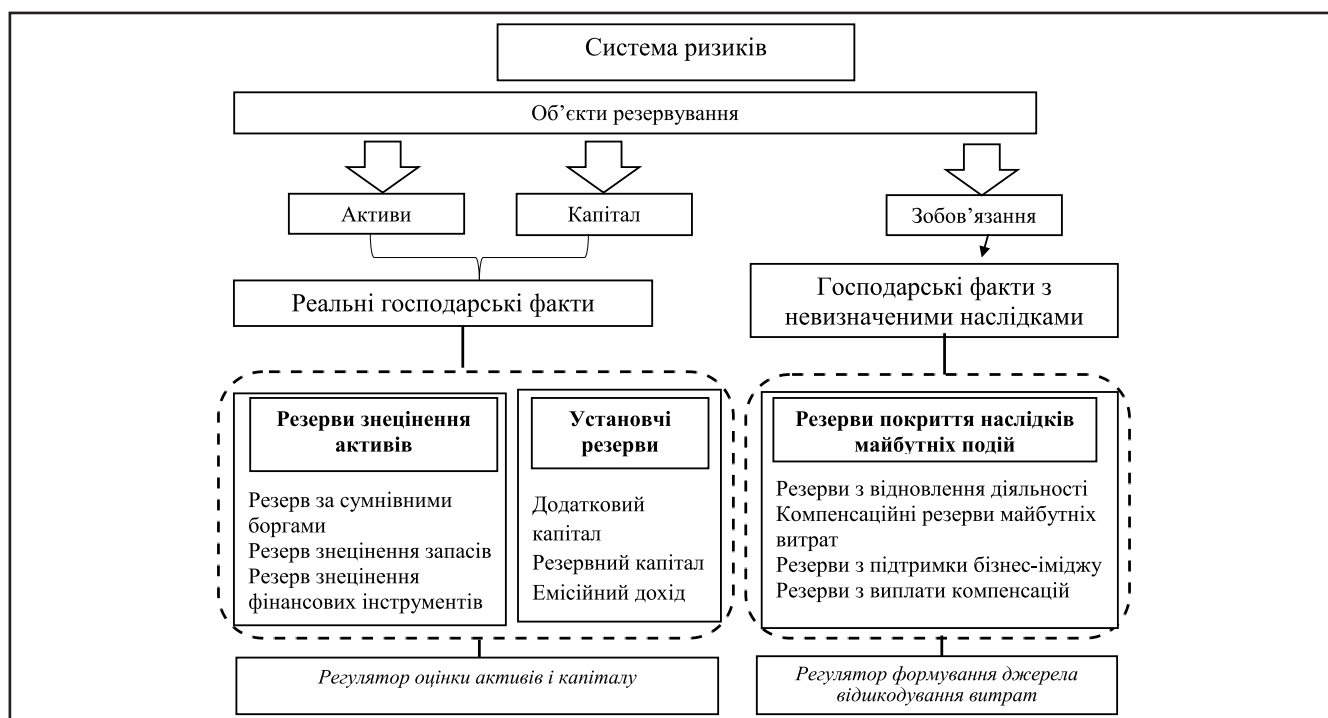 Система ризиків
Об’єкти резервування
Активи
Капітал
Зобов’язання
Реальні господарські факти
Господарські факти з
невизначеними наслідками
Резерви знецінення
активів
Резерв за сумнівними
боргами
Резерв знецінення запасів
Резерв знецінення
фінансових інструментів
Установчі
резерви
Додатковий
капітал
Резервний капітал
Емісійний дохід
Резерви покриття наслідків
майбутніх подій
Резерви з відновлення діяльності
Компенсаційні резерви майбутніх
витрат
Резерви з підтримки бізнес-іміджу
Резерви з виплати компенсацій
Регулятор оцінки активів і капіталу
Регулятор формування джерела
відшкодування витрат